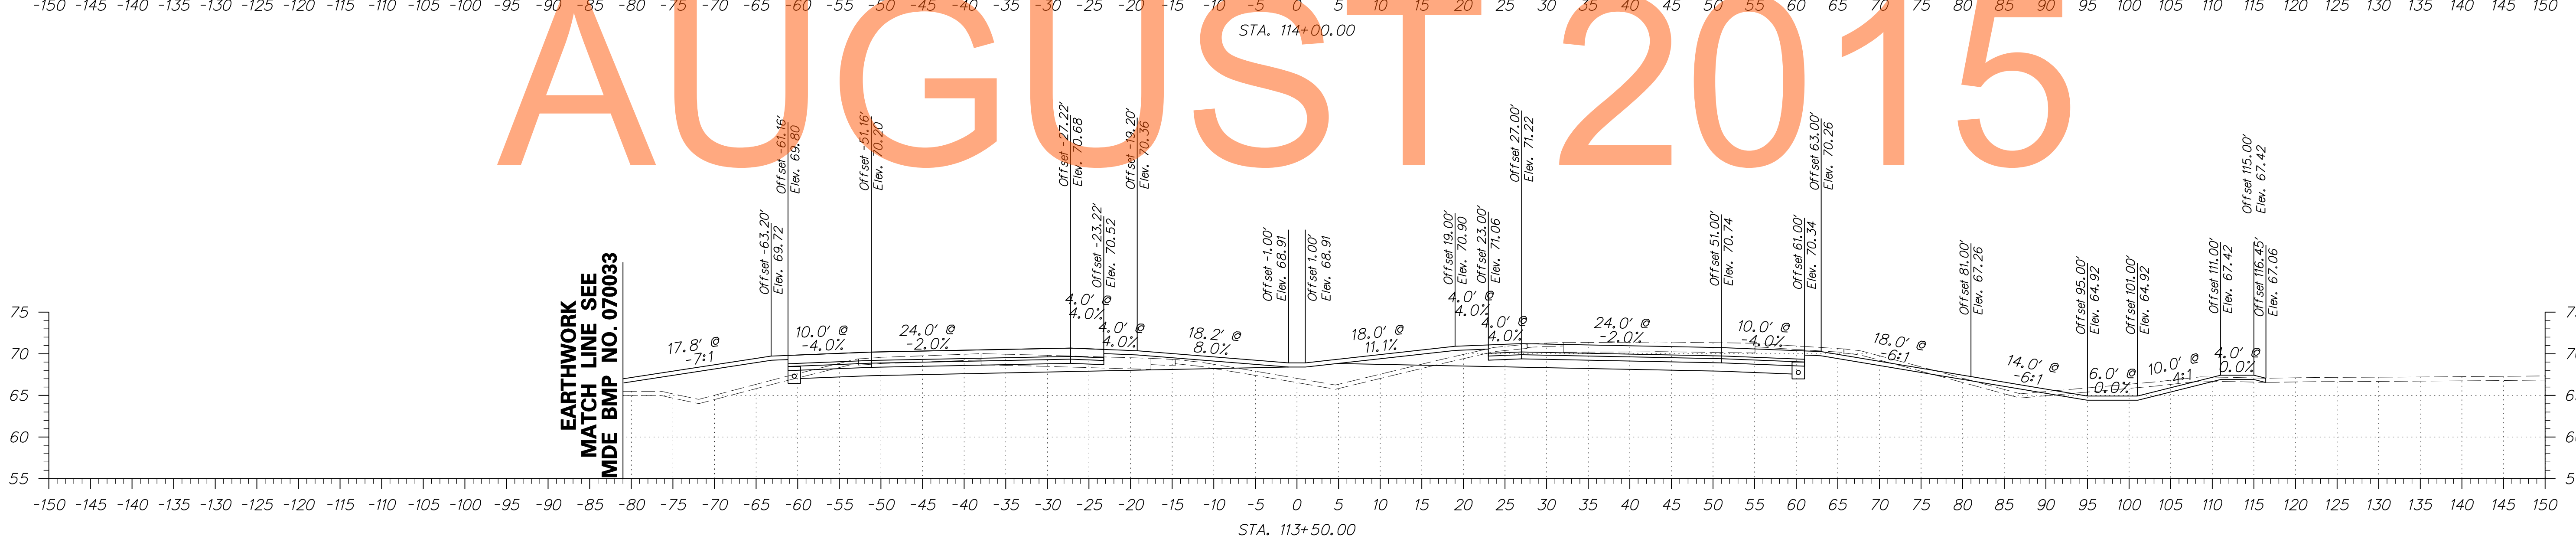 -150 -145 -140 -135 -130 -125 -120 -115 -110 -105 -100 -95 -90 -85 -80 -75 -70 -65 -60 -55 -50 -45 -40 -35 -30 -25 -20 -15 -10 -5 0 5 10 15 20 25 30 35 40 45 50 55 60 65 70 75 80 85 90 95 100 105 110 115 120 125 130 135 140 145 150
STA. 114+00.00
AUGUST 2015
Offset -63.20'
Elev. 69.72
Offset -61.16'
Elev. 69.80
Offset -51.16'
Elev. 70.20
Offset -27.22'
Elev. 70.68
Offset -23.22'
Elev. 70.52
Offset -19.20'
Elev. 70.36
Offset -1.00'
Elev. 68.91
Offset 1.00'
Elev. 68.91
Offset 19.00'
Elev. 70.90
Offset 23.00'
Elev. 71.06
Offset 27.00'
Elev. 71.22
Offset 51.00'
Elev. 70.74
Offset 61.00'
Elev. 70.34
Offset 63.00'
Elev. 70.26
Offset 81.00'
Elev. 67.26
Offset 95.00'
Elev. 64.92
Offset 101.00'
Elev. 64.92
Offset 111.00'
Elev. 67.42
Offset 115.00'
Elev. 67.42
Offset 116.45'
Elev. 67.06
EARTHWORK
MATCH LINE SEE
MDE BMP NO. 070033
17.8' @
-7:1
10.0' @
-4.0%
24.0' @
-2.0%
4.0' @
4.0%
4.0' @
4.0%
18.2' @
8.0%
18.0' @
11.1%
4.0' @
4.0%
4.0' @
4.0%
24.0' @
-2.0%
10.0' @
-4.0%
18.0' @
-6:1
14.0' @
-6:1
6.0' @
0.0%
10.0' @
4:1
4.0' @
0.0%
75
70
65
60
55
-150 -145 -140 -135 -130 -125 -120 -115 -110 -105 -100 -95 -90 -85 -80 -75 -70 -65 -60 -55 -50 -45 -40 -35 -30 -25 -20 -15 -10 -5 0 5 10 15 20 25 30 35 40 45 50 55 60 65 70 75 80 85 90 95 100 105 110 115 120 125 130 135 140 145 150
STA. 113+50.00